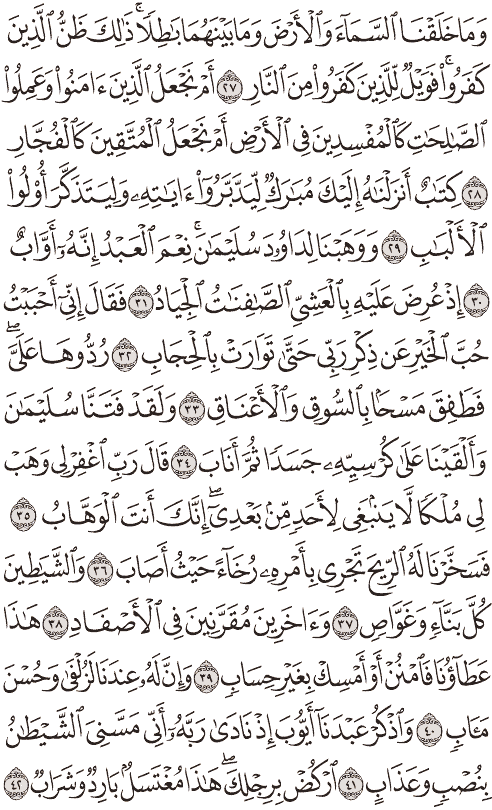 وَمَا خَلَقْنَا ٱلسَّمَآءَ وَٱلْأَرْضَ وَمَا بَيْنَهُمَا بَٰطِلًا ۚ ذَٰلِكَ ظَنُّ ٱلَّذِينَ
كَفَرُوا۟ ۚ فَوَيْلٌ لِّلَّذِينَ كَفَرُوا۟ مِنَ ٱلنَّارِ ٢٧ أَمْ نَجْعَلُ ٱلَّذِينَ ءَامَنُوا۟ وَعَمِلُوا۟
ٱلصَّٰلِحَٰتِ كَٱلْمُفْسِدِينَ فِى ٱلْأَرْضِ أَمْ نَجْعَلُ ٱلْمُتَّقِينَ كَٱلْفُجَّارِ
٢٨ كِتَٰبٌ أَنزَلْنَٰهُ إِلَيْكَ مُبَٰرَكٌ لِّيَدَّبَّرُوٓا۟ ءَايَٰتِهِۦ وَلِيَتَذَكَّرَ أُو۟لُوا۟
ٱلْأَلْبَٰبِ ٢٩ وَوَهَبْنَا لِدَاوُۥدَ سُلَيْمَٰنَ ۚ نِعْمَ ٱلْعَبْدُ إِنَّهُۥٓ أَوَّابٌ
٣٠ إِذْ عُرِضَ عَلَيْهِ بِٱلْعَشِىِّ ٱلصَّٰفِنَٰتُ ٱلْجِيَادُ ٣١ فَقَالَ إِنِّىٓ أَحْبَبْتُ
حُبَّ ٱلْخَيْرِ عَن ذِكْرِ رَبِّى حَتَّىٰ تَوَارَتْ بِٱلْحِجَابِ ٣٢ رُدُّوهَا عَلَىَّ ۖ
فَطَفِقَ مَسْحًۢا بِٱلسُّوقِ وَٱلْأَعْنَاقِ ٣٣ وَلَقَدْ فَتَنَّا سُلَيْمَٰنَ
وَأَلْقَيْنَا عَلَىٰ كُرْسِيِّهِۦ جَسَدًا ثُمَّ أَنَابَ ٣٤ قَالَ رَبِّ ٱغْفِرْ لِى وَهَبْ
لِى مُلْكًا لَّا يَنۢبَغِى لِأَحَدٍ مِّنۢ بَعْدِىٓ ۖ إِنَّكَ أَنتَ ٱلْوَهَّابُ ٣٥
فَسَخَّرْنَا لَهُ ٱلرِّيحَ تَجْرِى بِأَمْرِهِۦ رُخَآءً حَيْثُ أَصَابَ ٣٦ وَٱلشَّيَٰطِينَ
كُلَّ بَنَّآءٍ وَغَوَّاصٍ ٣٧ وَءَاخَرِينَ مُقَرَّنِينَ فِى ٱلْأَصْفَادِ ٣٨ هَٰذَا
عَطَآؤُنَا فَٱمْنُنْ أَوْ أَمْسِكْ بِغَيْرِ حِسَابٍ ٣٩ وَإِنَّ لَهُۥ عِندَنَا لَزُلْفَىٰ وَحُسْنَ
مَـَٔابٍ ٤٠ وَٱذْكُرْ عَبْدَنَآ أَيُّوبَ إِذْ نَادَىٰ رَبَّهُۥٓ أَنِّى مَسَّنِىَ ٱلشَّيْطَٰنُ
بِنُصْبٍ وَعَذَابٍ ٤١ ٱرْكُضْ بِرِجْلِكَ ۖ هَٰذَا مُغْتَسَلٌۢ بَارِدٌ وَشَرَابٌ ٤٢